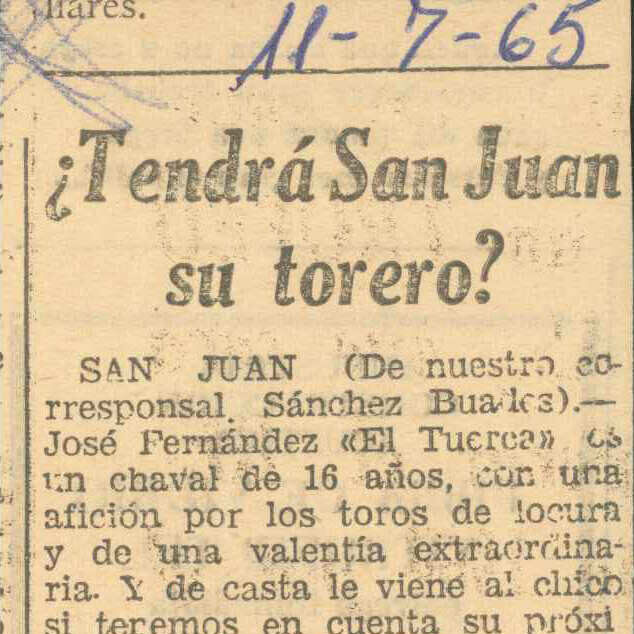 llares.
11-7-65
¿Tendrá San Juan
su torero?
SAN JUAN (De nuestro co-
rresponsal, Sánchez Buades).—
José Fernández «El Tuerca» es
un chaval de 16 años, con una
afición por los toros de locura
y de una valentía extraordina-
ria. Y de casta le viene al chico
si tenemos en cuenta su próxi